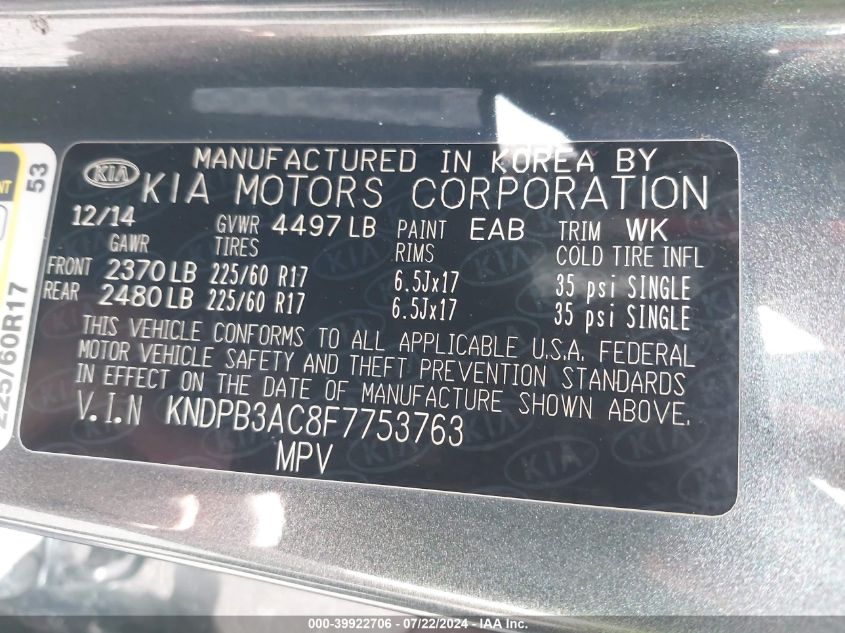 MANUFACTURED IN KOREA BY
KIA KIA MOTORS CORPORATION
12/14 GVWR 4497 LB PAINT EAB TRIM WK
GAWR TIRES RIMS COLD TIRE INFL
FRONT 2370 LB 225/60 R17 6.5Jx17 35 psi SINGLE
REAR 2480 LB 225/60 R17 6.5Jx17 35 psi SINGLE
THIS VEHICLE CONFORMS TO ALL APPLICABLE U.S.A. FEDERAL
MOTOR VEHICLE SAFETY AND THEFT PREVENTION STANDARDS
IN EFFECT ON THE DATE OF MANUFACTURE SHOWN ABOVE.
V.I.N KNDPB3AC8F7753763
MPV
53
225/60R17
000-39922706 - 07/22/2024 - IAA Inc.